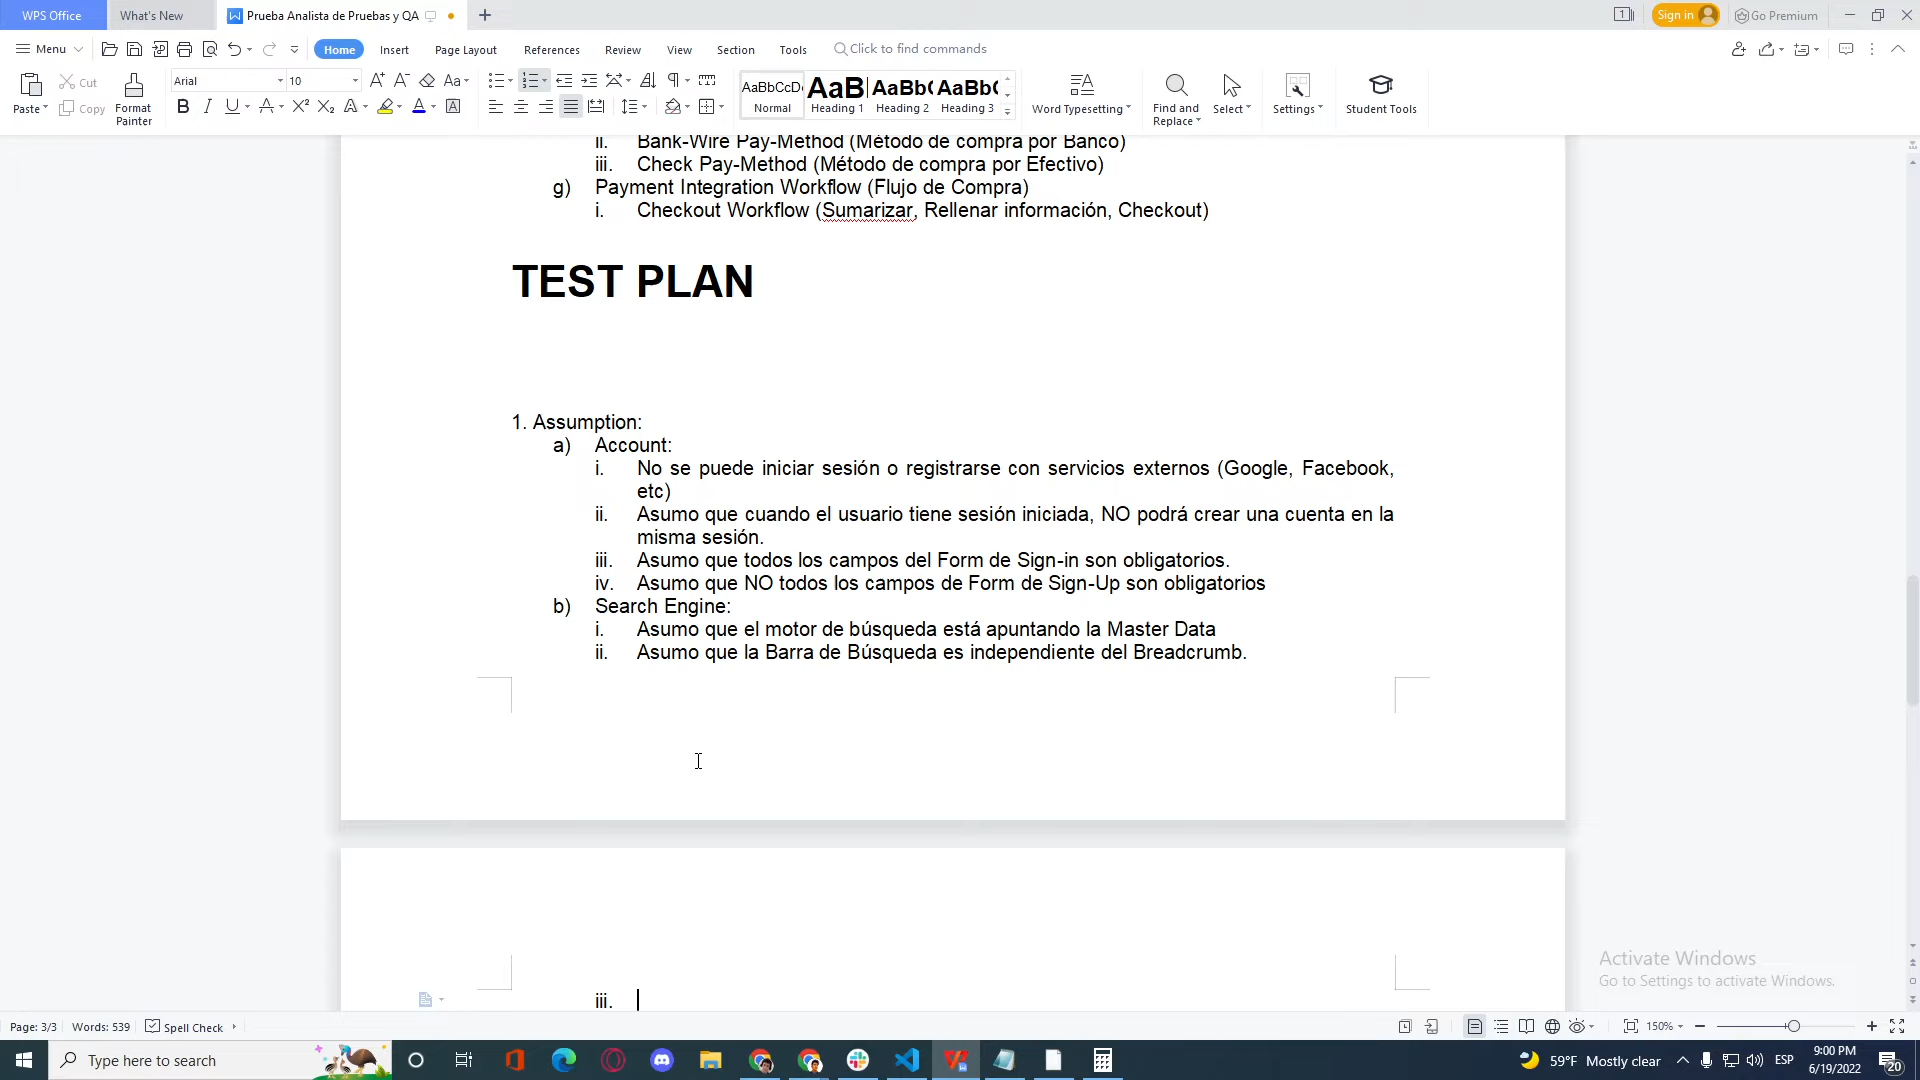 WPS Office
What's New
Prueba Analista de Pruebas y QA
Sign in
Go Premium
Menu
Home
Insert
Page Layout
References
Review
View
Section
Tools
Click to find commands
Paste
Cut
Copy
Format Painter
Arial
10
AaBbCcD
Normal
AaB
Heading 1
AaBb(
Heading 2
AaBb(
Heading 3
Word Typesetting
Find and Replace
Select
Settings
Student Tools
ii. Bank-Wire Pay-Method (Método de compra por Banco)
iii. Check Pay-Method (Método de compra por Efectivo)
g) Payment Integration Workflow (Flujo de Compra)
i. Checkout Workflow (Sumarizar, Rellenar información, Checkout)
TEST PLAN
1. Assumption:
a) Account:
i. No se puede iniciar sesión o registrarse con servicios externos (Google, Facebook,
etc)
ii. Asumo que cuando el usuario tiene sesión iniciada, NO podrá crear una cuenta en la
misma sesión.
iii. Asumo que todos los campos del Form de Sign-in son obligatorios.
iv. Asumo que NO todos los campos de Form de Sign-Up son obligatorios
b) Search Engine:
i. Asumo que el motor de búsqueda está apuntando la Master Data
ii. Asumo que la Barra de Búsqueda es independiente del Breadcrumb.
iii.
Activate Windows
Go to Settings to activate Windows.
Page: 3/3
Words: 539
Spell Check
150%
Type here to search
59°F Mostly clear
ESP
9:00 PM
6/19/2022
20